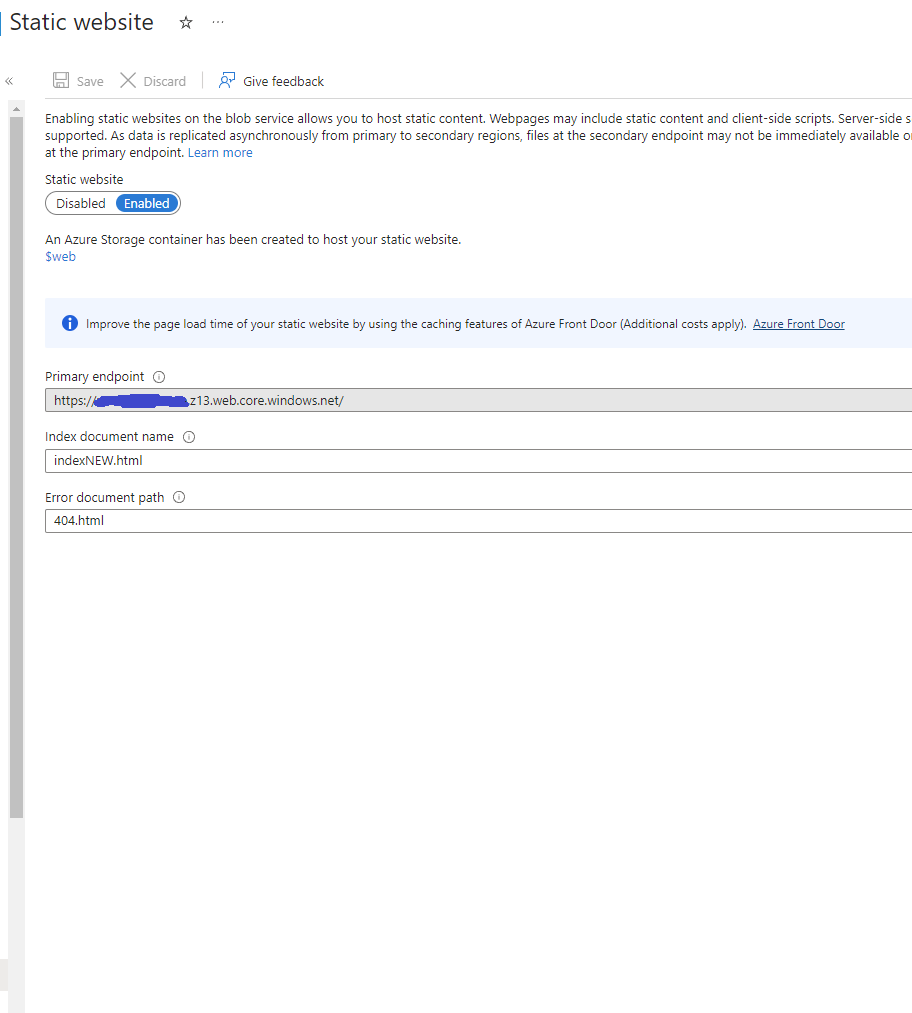 Static website
Save Discard Give feedback
Enabling static websites on the blob service allows you to host static content. Webpages may include static content and client-side scripts. Server-side s
supported. As data is replicated asynchronously from primary to secondary regions, files at the secondary endpoint may not be immediately available o
at the primary endpoint. Learn more
Static website
Disabled Enabled
An Azure Storage container has been created to host your static website.
$web
Improve the page load time of your static website by using the caching features of Azure Front Door (Additional costs apply). Azure Front Door
Primary endpoint
https:// z13.web.core.windows.net/
Index document name
indexNEW.html
Error document path
404.html